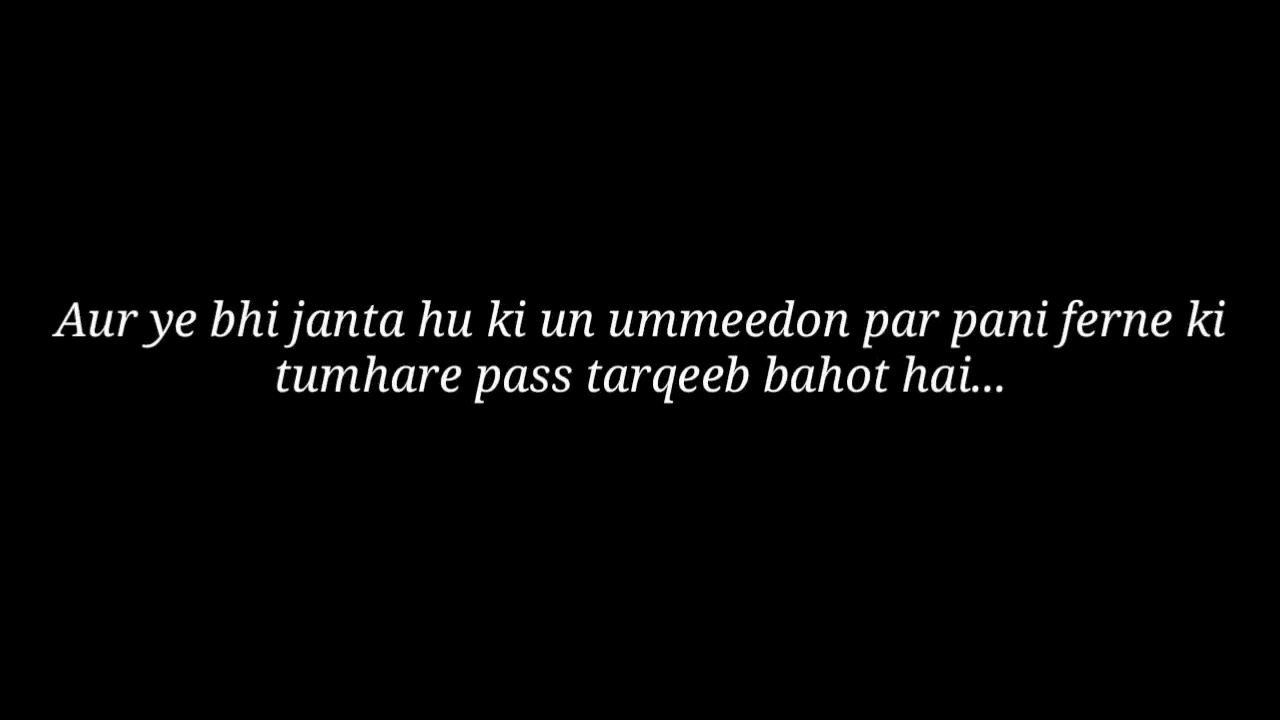 Aur ye bhi janta hu ki un ummeedon par pani ferne ki
tumhare pass tarqeeb bahot hai...